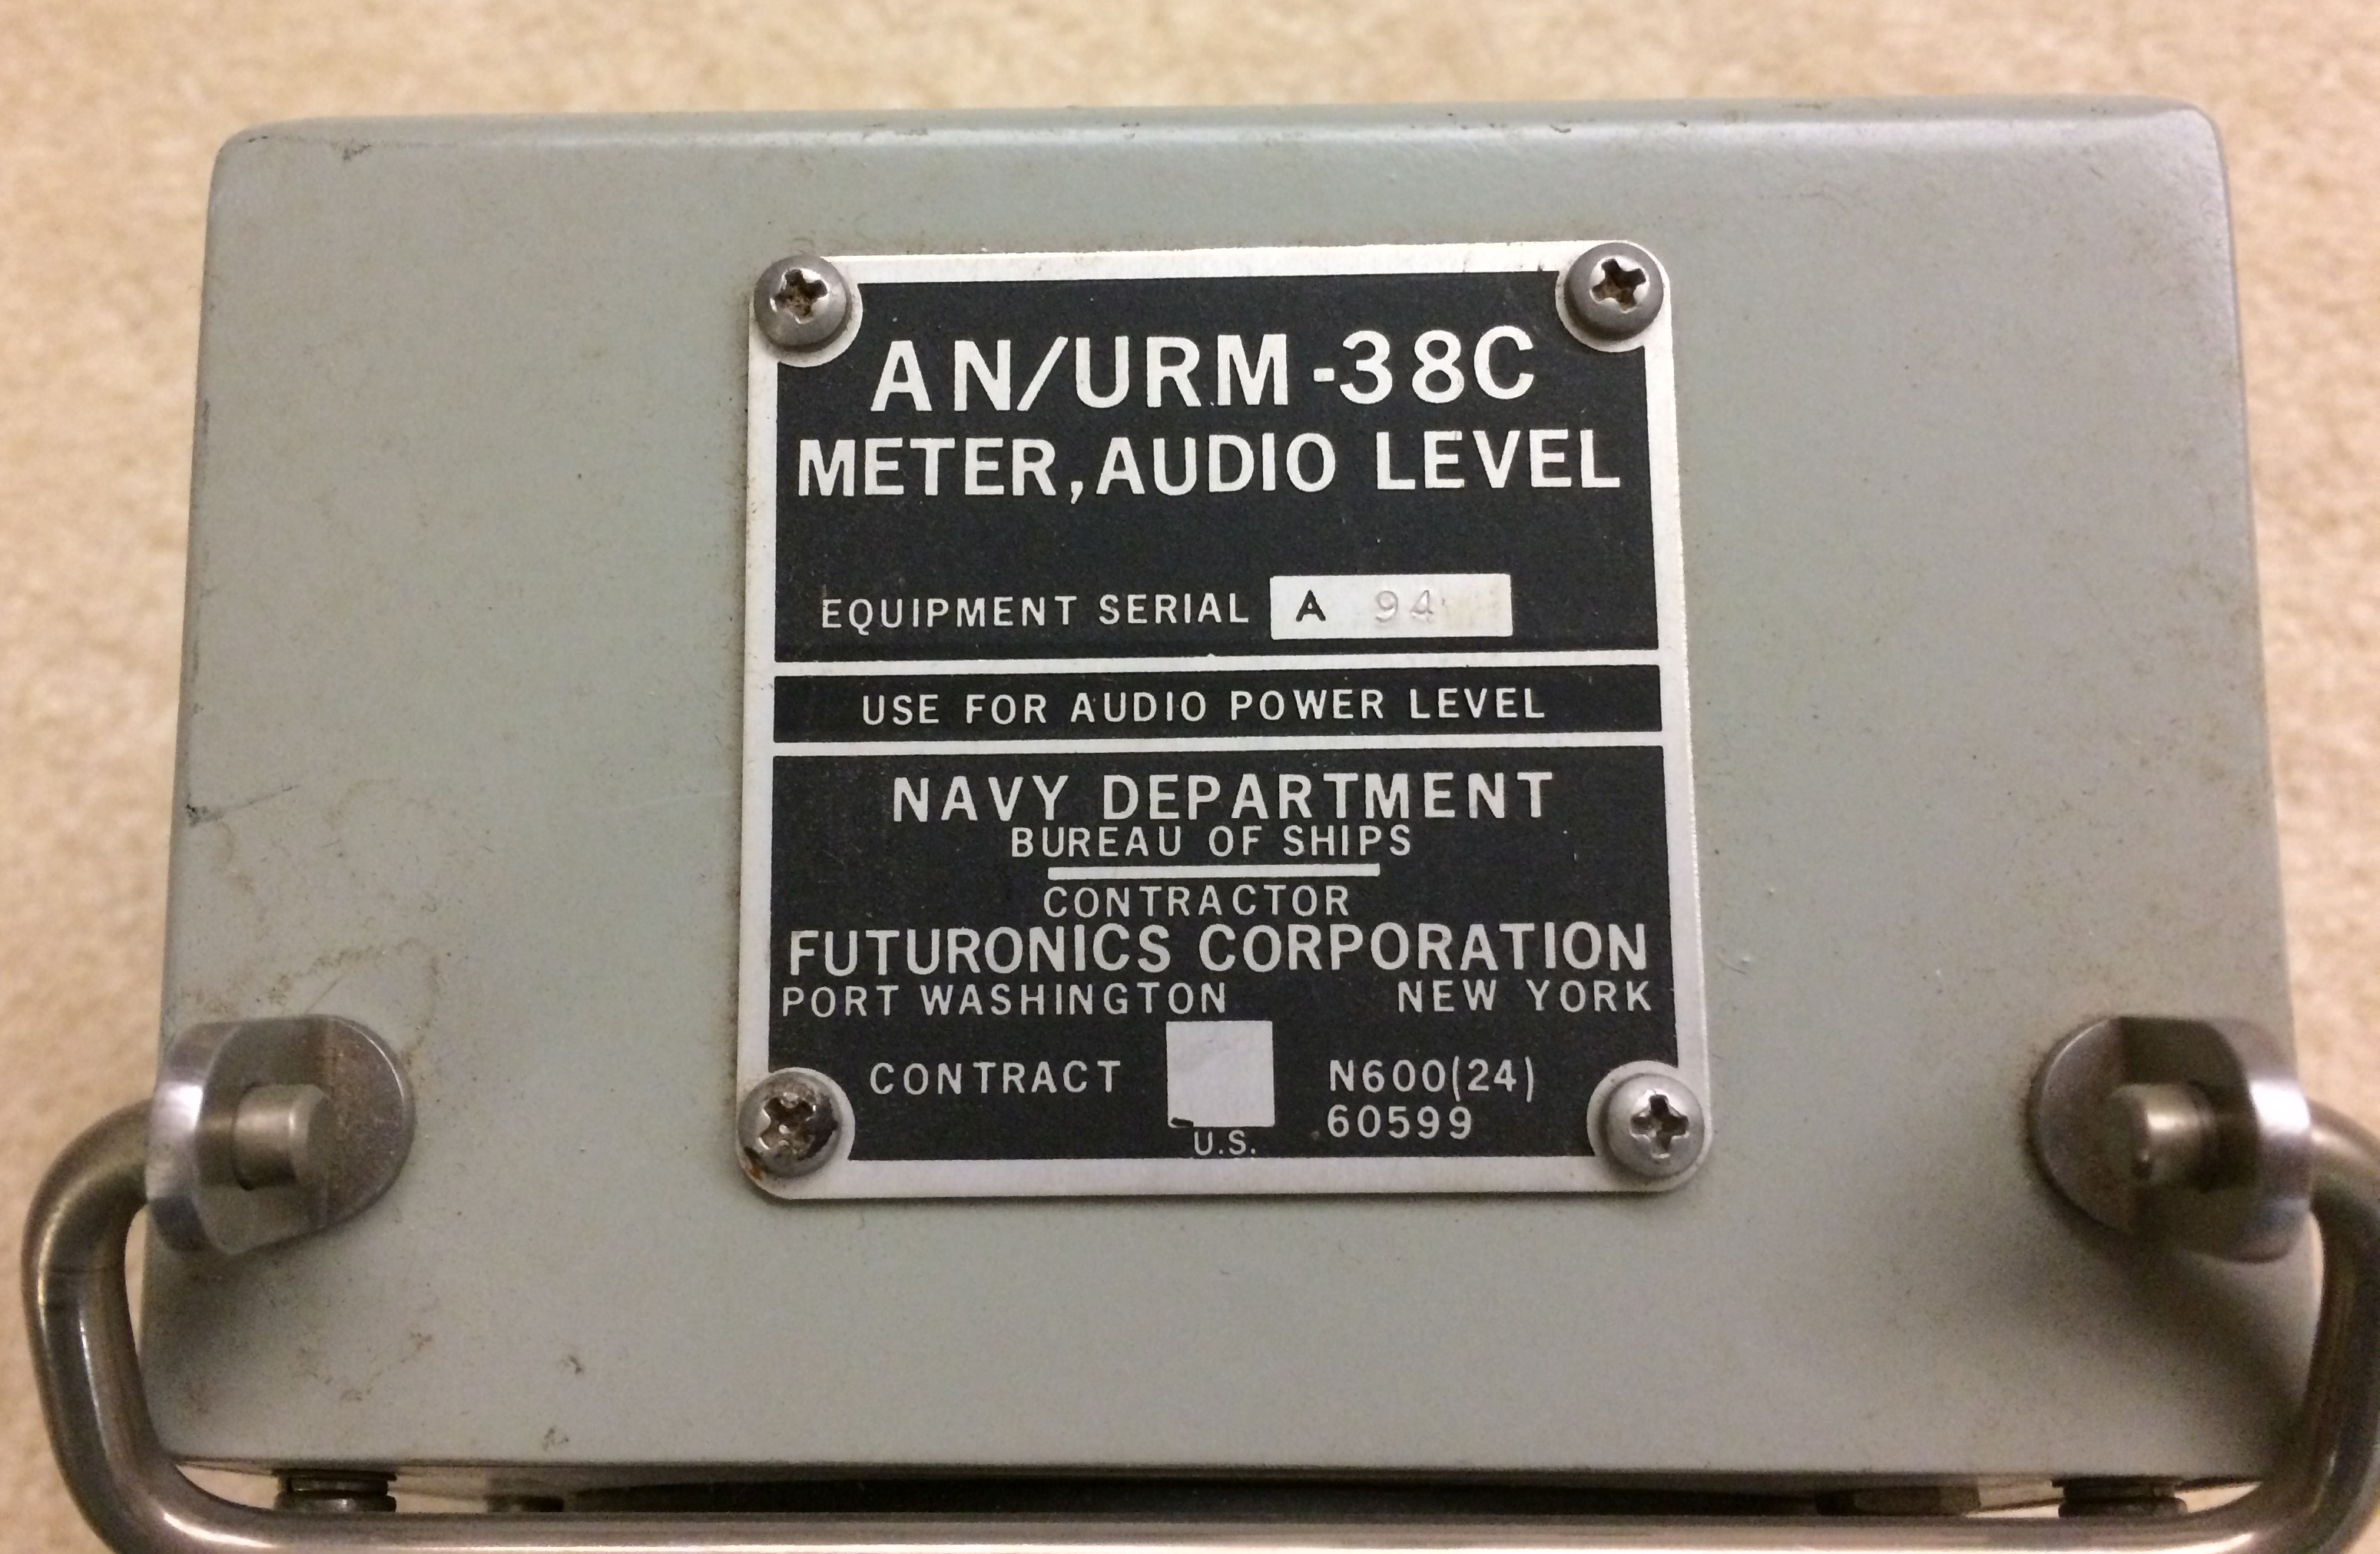 AN/URM-38C
METER, AUDIO LEVEL
EQUIPMENT SERIAL A 94
USE FOR AUDIO POWER LEVEL
NAVY DEPARTMENT
BUREAU OF SHIPS
CONTRACTOR
FUTURONICS CORPORATION
PORT WASHINGTON NEW YORK
CONTRACT N600(24)
60599
U.S.